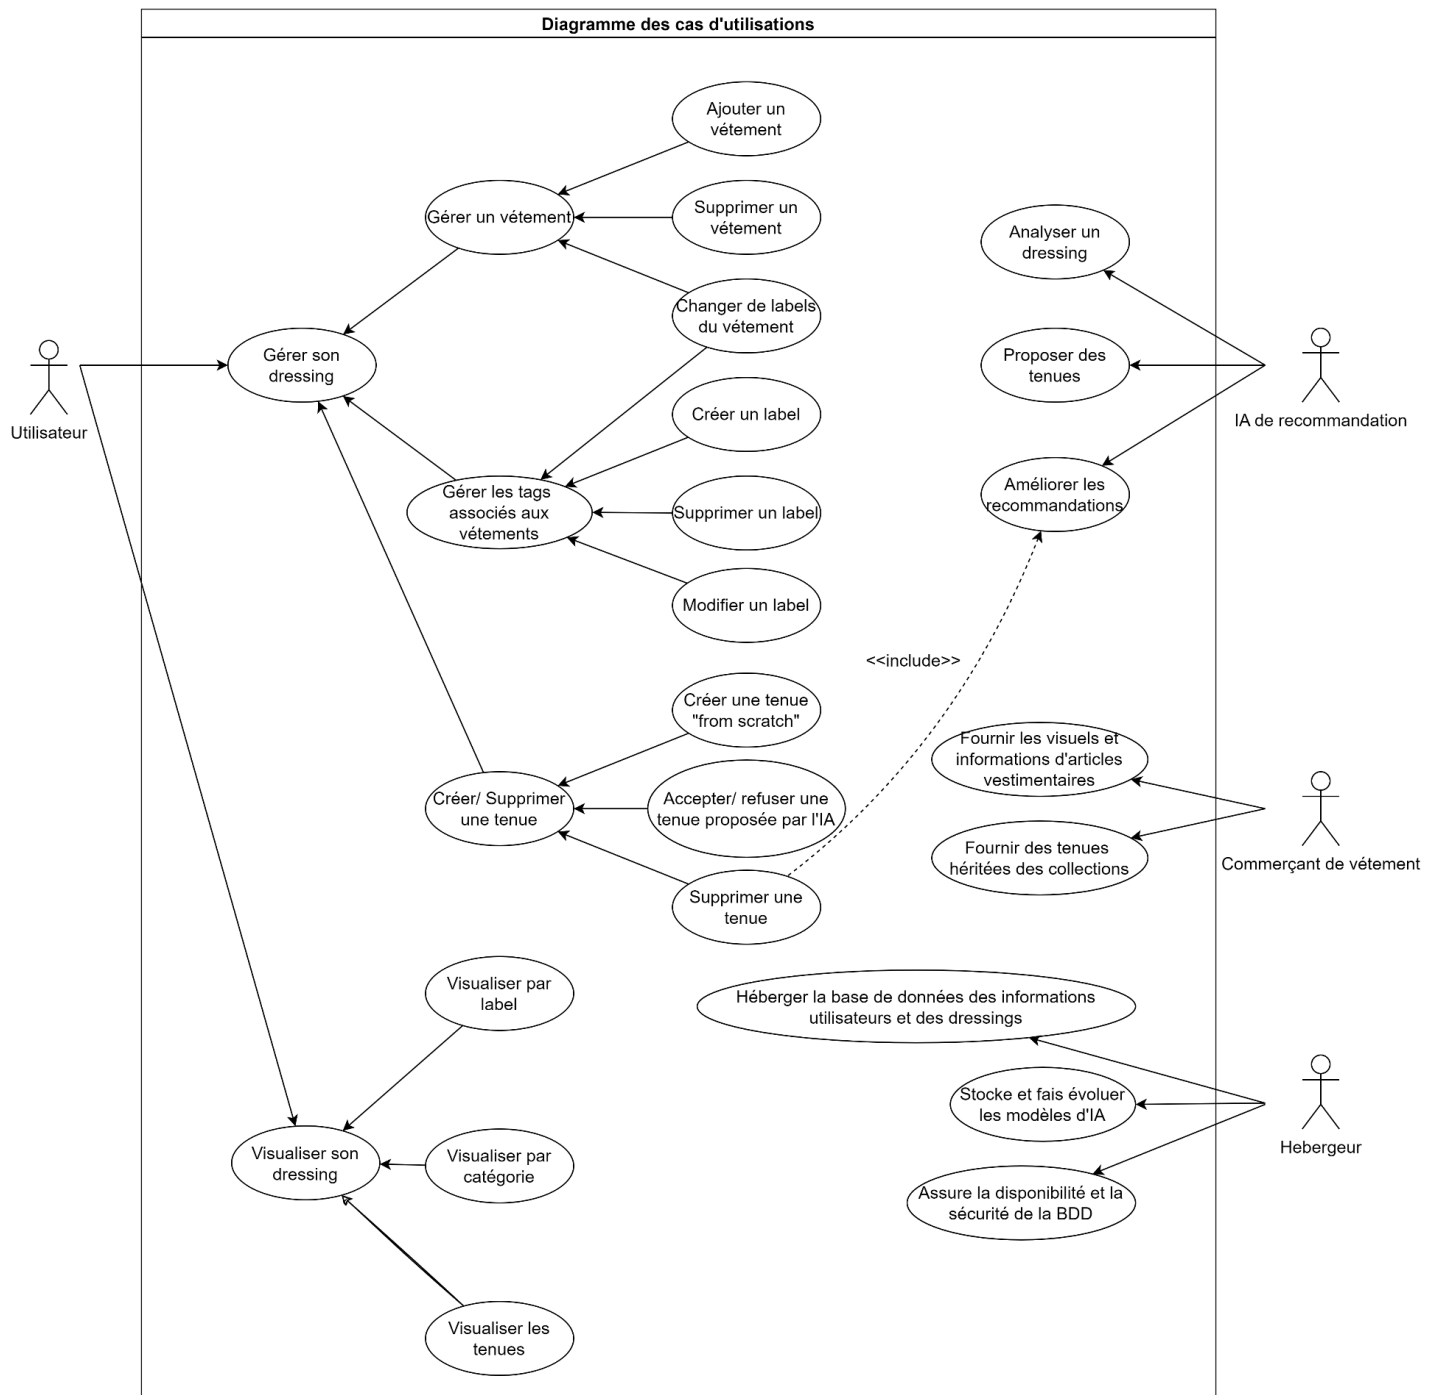 Diagramme des cas d'utilisations
Ajouter un
vétement
Gérer un vétement
Supprimer un
vétement
Changer de labels
du vétement
Gérer son
dressing
Utilisateur
Créer un label
Gérer les tags
associés aux
vétements
Supprimer un label
Modifier un label
Analyser un
dressing
Proposer des
tenues
IA de recommandation
Améliorer les
recommandations
<<include>>
Créer une tenue
"from scratch"
Créer/ Supprimer
une tenue
Accepter/ refuser une
tenue proposée par l'IA
Supprimer une
tenue
Fournir les visuels et
informations d'articles
vestimentaires
Fournir des tenues
héritées des collections
Commerçant de vétement
Visualiser par
label
Visualiser son
dressing
Visualiser par
catégorie
Visualiser les
tenues
Héberger la base de données des informations
utilisateurs et des dressings
Stocke et fais évoluer
les modèles d'IA
Assure la disponibilité et la
sécurité de la BDD
Hebergeur